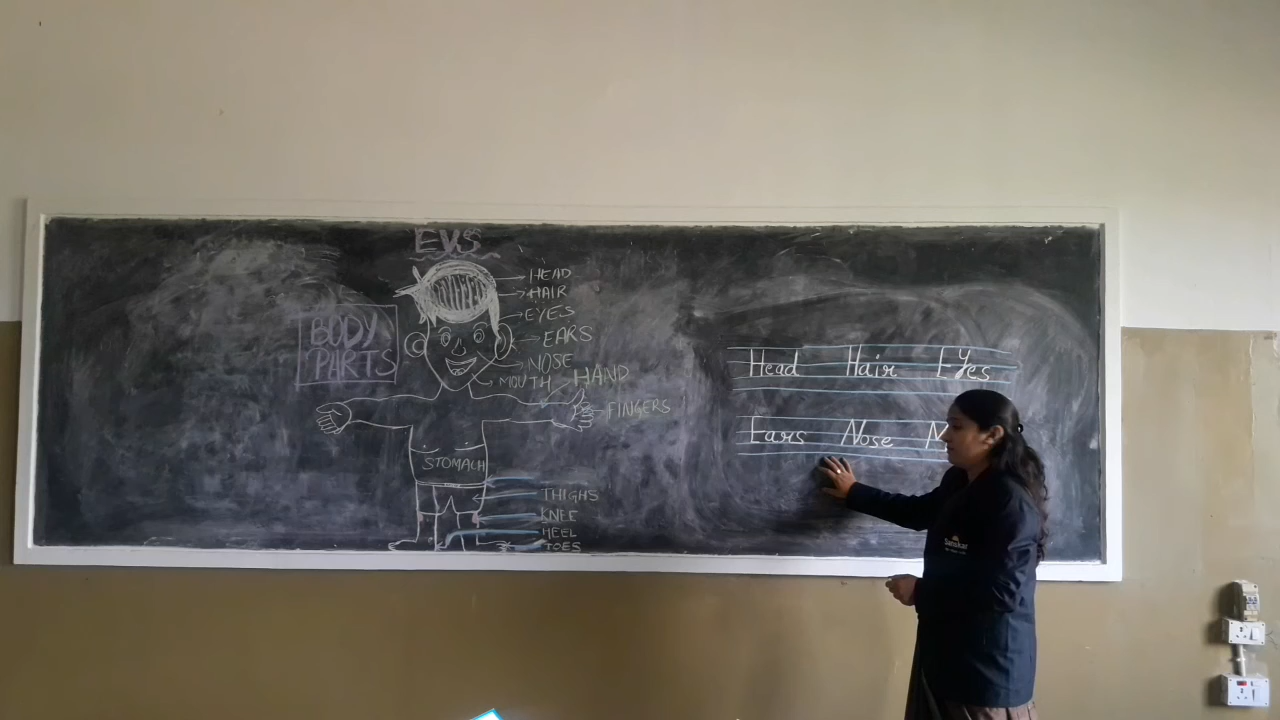 EVS
BODY
PARTS
HEAD
HAIR
EYES
EARS
NOSE
MOUTH
HAND
FINGERS
STOMACH
THIGHS
KNEE
HEEL
TOES
Head Hair Eyes
Ears Nose
Sanskar